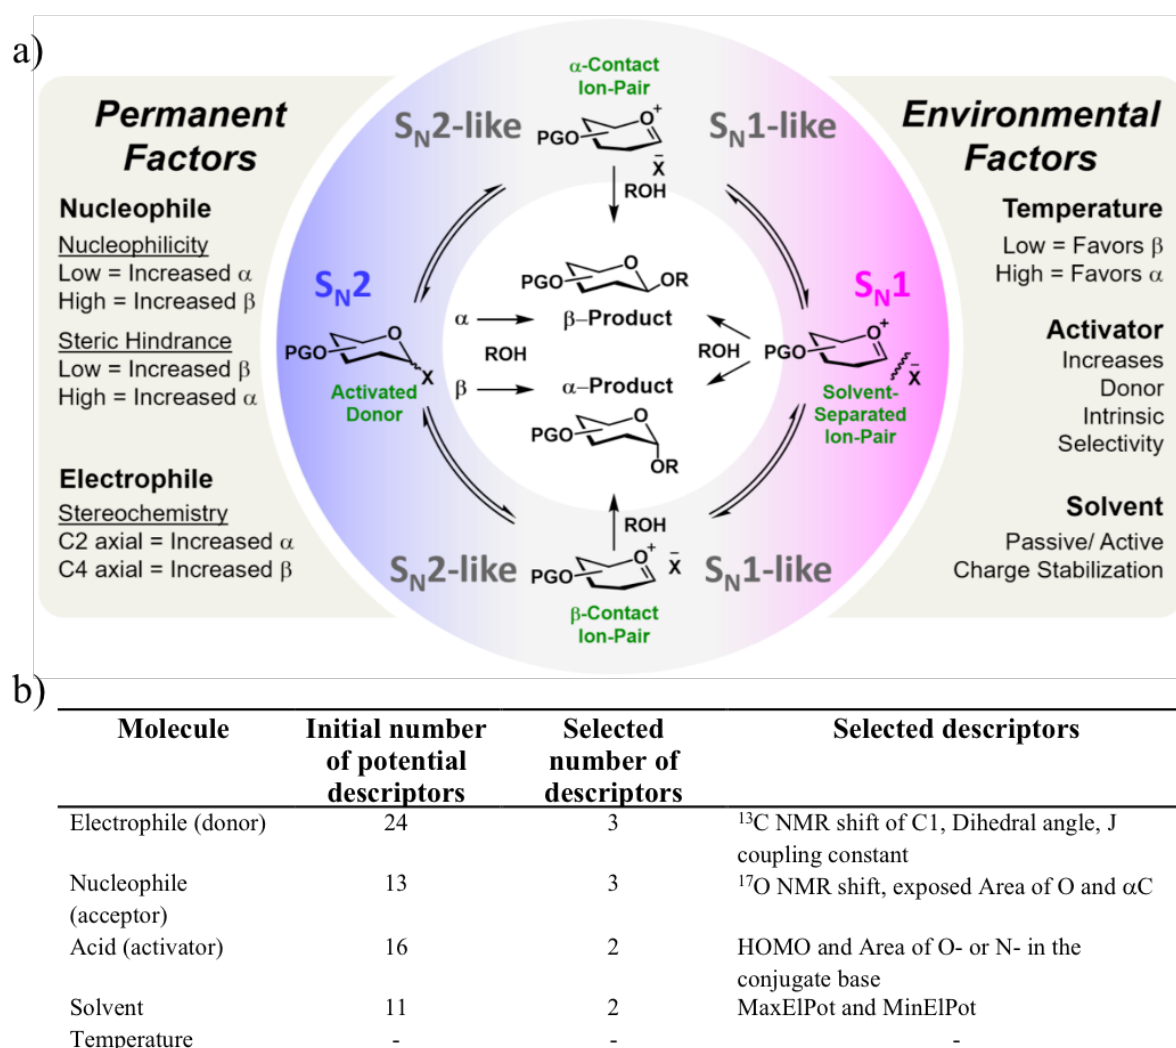 a)
Permanent
Factors
Nucleophile
Nucleophilicity
Low = Increased α
High = Increased β
Steric Hindrance
Low = Increased β
High = Increased α
Electrophile
Stereochemistry
C2 axial = Increased α
C4 axial = Increased β
α-Contact
Ion-Pair
SN2-like
SN1-like
PGO
O+
X̄
ROH
SN2
SN1
PGO
O
X
Activated
Donor
PGO
O
OR
β–Product
α
β
ROH
α–Product
PGO
O
OR
ROH
PGO
O+
X̄
Solvent-
Separated
Ion-Pair
ROH
SN2-like
SN1-like
PGO
O+
X̄
β-Contact
Ion-Pair
Environmental
Factors
Temperature
Low = Favors β
High = Favors α
Activator
Increases
Donor
Intrinsic
Selectivity
Solvent
Passive/ Active
Charge Stabilization
b)
Molecule Initial number of potential descriptors Selected number of descriptors Selected descriptors
Electrophile (donor) 24 3 ¹³C NMR shift of C1, Dihedral angle, J
coupling constant
Nucleophile 13 3 ¹⁷O NMR shift, exposed Area of O and αC
(acceptor)
Acid (activator) 16 2 HOMO and Area of O- or N- in the
conjugate base
Solvent 11 2 MaxElPot and MinElPot
Temperature - - -